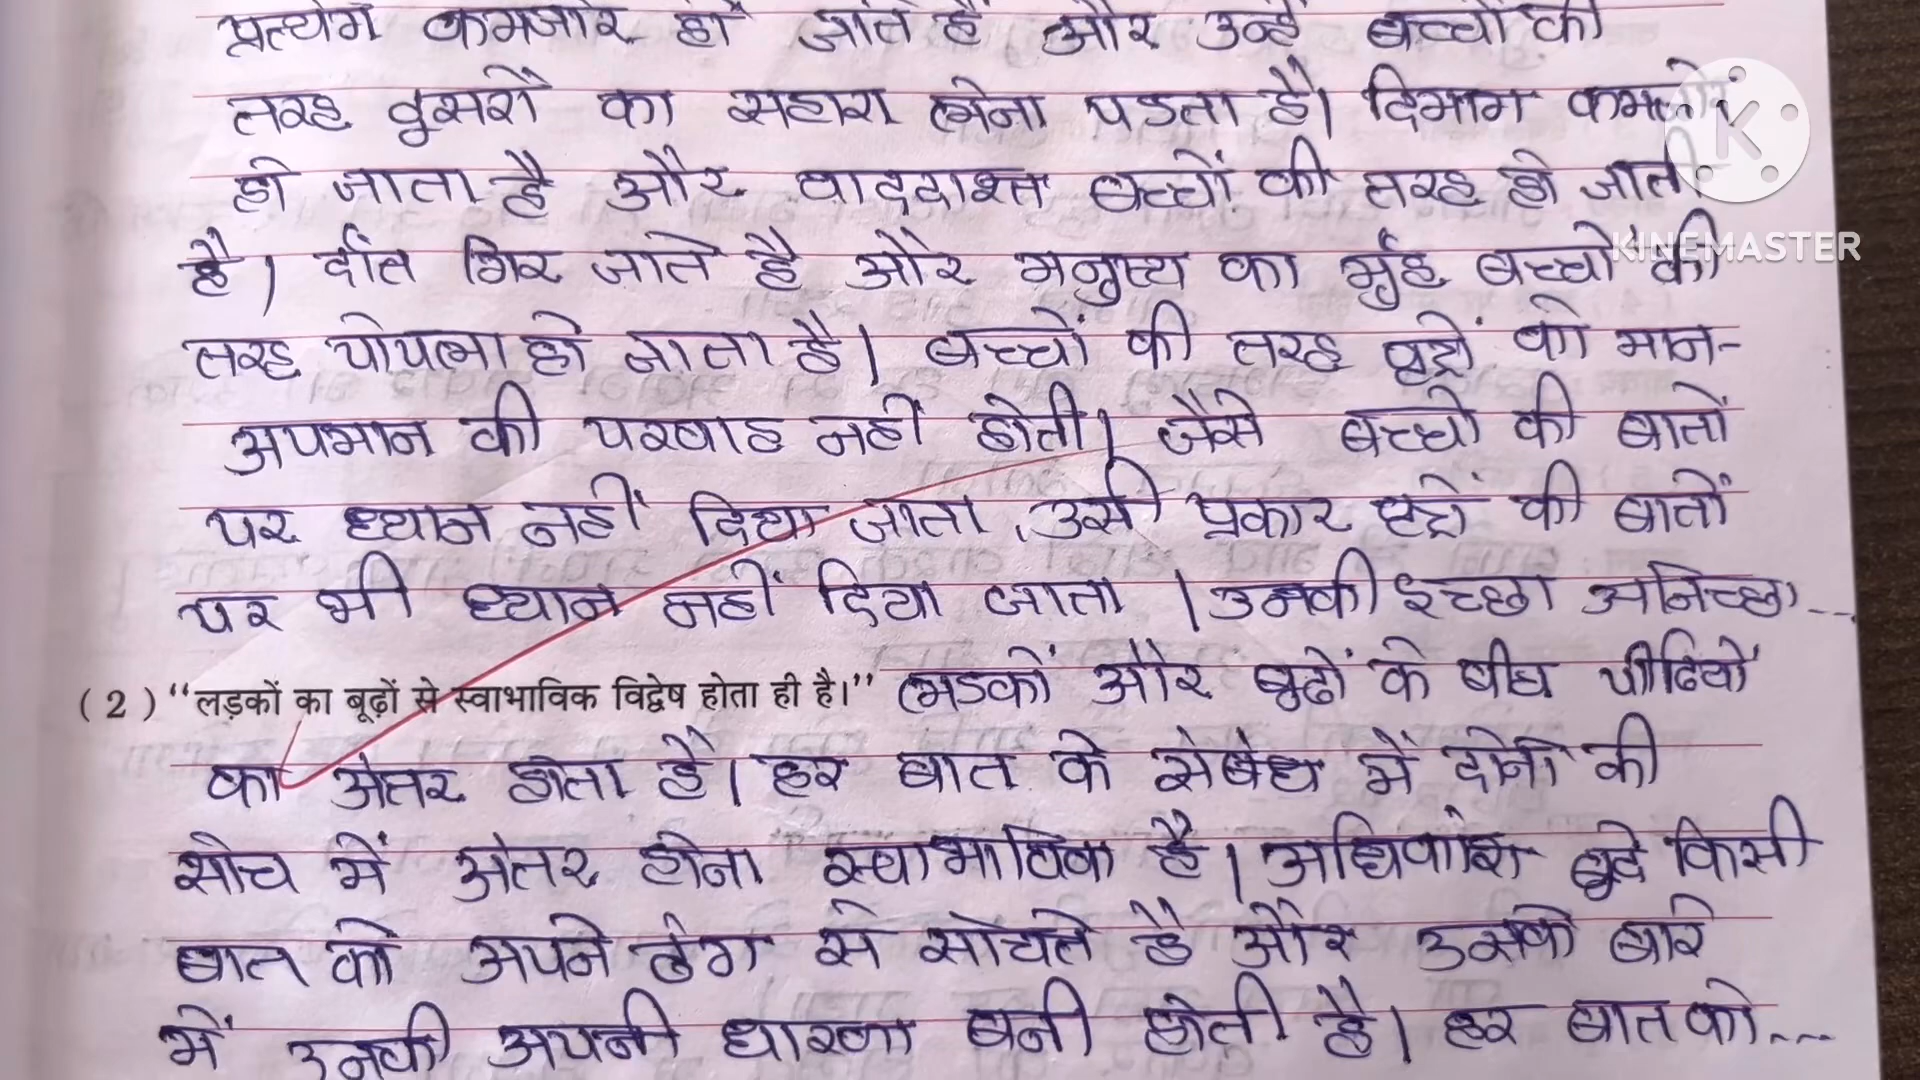 प्रत्यंग कमजोर हो जाते हैं और उन्हें बच्चों की
तरह दुसरों का सहारा लेना पडता है। दिमाग कमजोर
हो जाता है और याददाश्त बच्चों की तरह हो जाती
है। दाँत गिर जाते है और मनुष्य का मुँह बच्चों की
तरह पोपला हो जाता है। बच्चों की तरह बुढ़ों को मान-
अपमान की परवाह नहीं होती। जैसे बच्चों की बातों
पर ध्यान नहीं दिया जाता, उसी प्रकार बुढ़ों की बातों
पर भी ध्यान नहीं दिया जाता । उनकी इच्छा अनिच्छा...
(2) “लड़कों का बूढ़ों से स्वाभाविक विद्वेष होता ही है।” लडकों और बुढों के बीच पीढियों
का अंतर होता है। हर बात के संबंध में दोनों की
सोच में अंतर होना स्वाभाविक है। अधिकांश बुढे किसी
बात को अपने ढंग से सोचते है और उसके बारे
में उनकी अपनी धारणा बनी होती है। हर बात को...
KINEMASTER